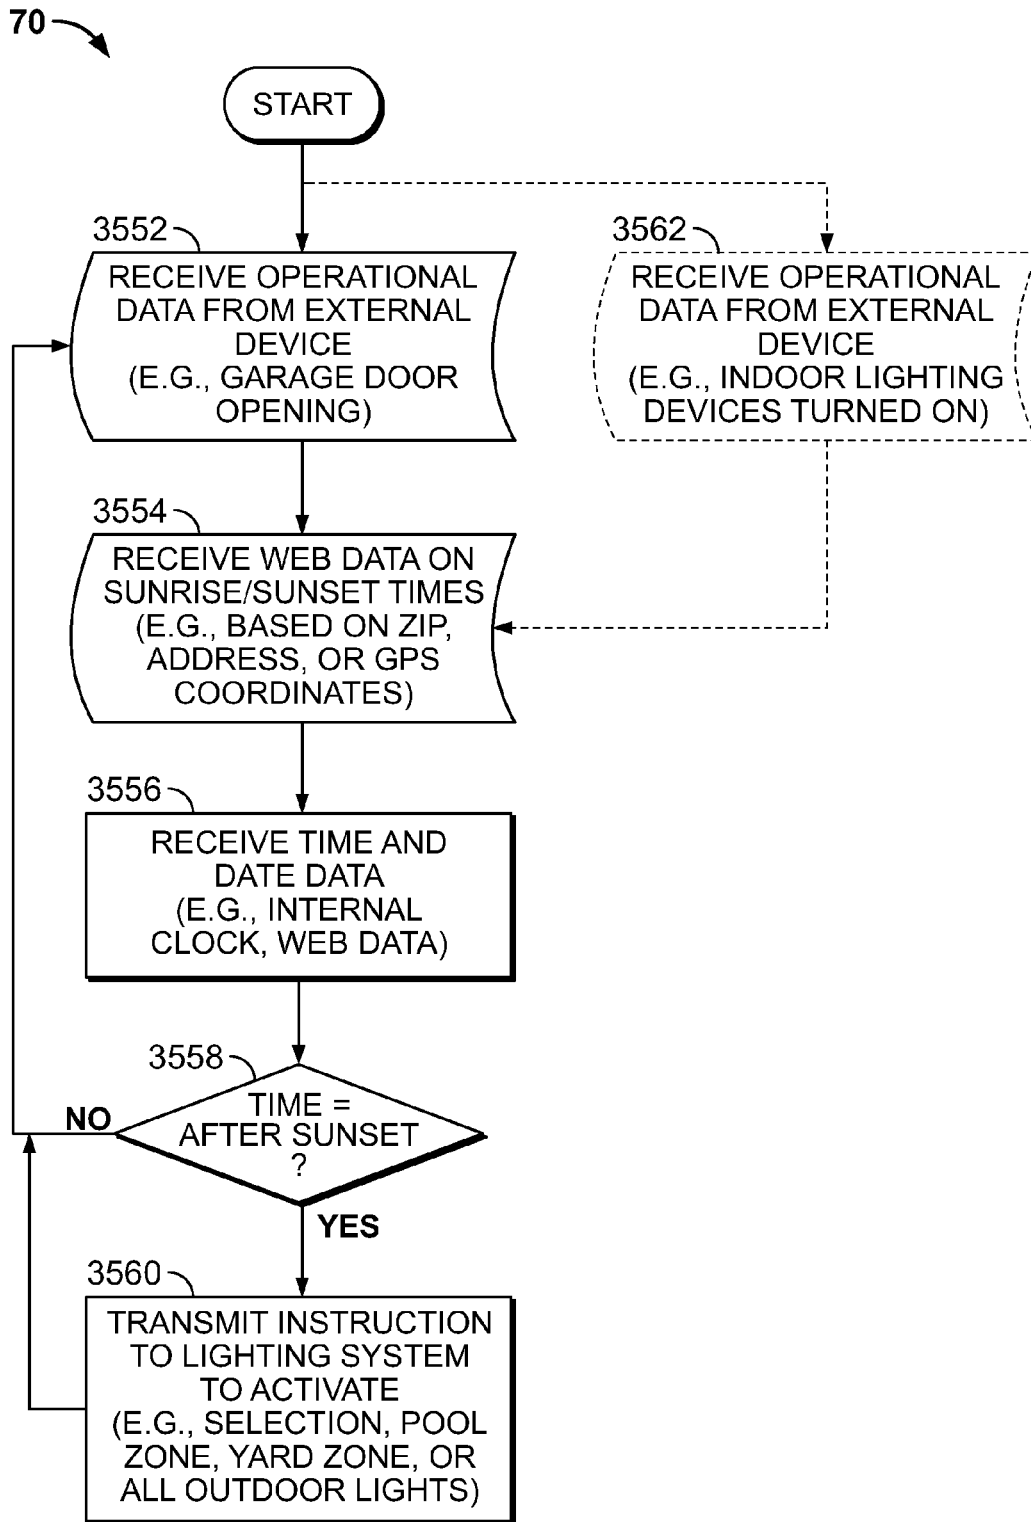 70
START
3552
RECEIVE OPERATIONAL
DATA FROM EXTERNAL
DEVICE
(E.G., GARAGE DOOR
OPENING)
3562
RECEIVE OPERATIONAL
DATA FROM EXTERNAL
DEVICE
(E.G., INDOOR LIGHTING
DEVICES TURNED ON)
3554
RECEIVE WEB DATA ON
SUNRISE/SUNSET TIMES
(E.G., BASED ON ZIP,
ADDRESS, OR GPS
COORDINATES)
3556
RECEIVE TIME AND
DATE DATA
(E.G., INTERNAL
CLOCK, WEB DATA)
3558
TIME =
AFTER SUNSET
?
NO
YES
3560
TRANSMIT INSTRUCTION
TO LIGHTING SYSTEM
TO ACTIVATE
(E.G., SELECTION, POOL
ZONE, YARD ZONE, OR
ALL OUTDOOR LIGHTS)